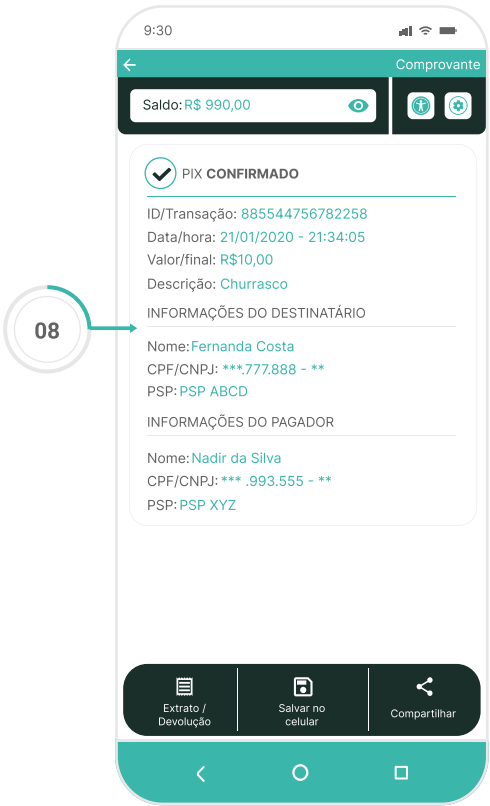 9:30
Comprovante
Saldo: R$ 990,00
PIX CONFIRMADO
ID/Transação: 885544756782258
Data/hora: 21/01/2020 - 21:34:05
Valor/final: R$10,00
Descrição: Churrasco
INFORMAÇÕES DO DESTINATÁRIO
08
Nome: Fernanda Costa
CPF/CNPJ: ***.777.888 - **
PSP: PSP ABCD
INFORMAÇÕES DO PAGADOR
Nome: Nadir da Silva
CPF/CNPJ: *** .993.555 - **
PSP: PSP XYZ
Extrato /
Devolução
Salvar no
celular
Compartilhar